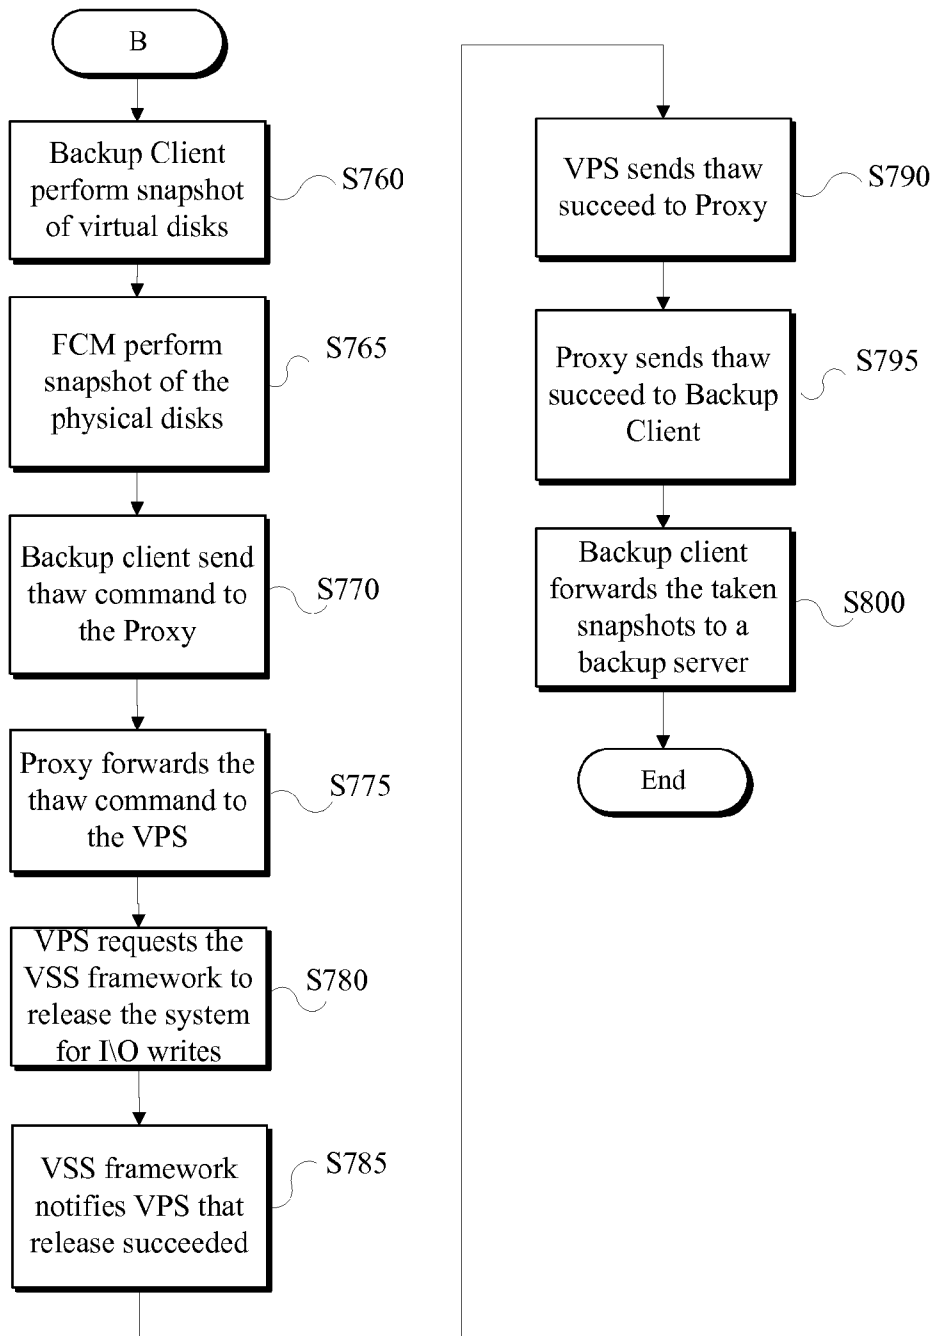 B
Backup Client
perform snapshot
of virtual disks
S760
FCM perform
snapshot of the
physical disks
S765
Backup client send
thaw command to
the Proxy
S770
Proxy forwards the
thaw command to
the VPS
S775
VPS requests the
VSS framework to
release the system
for I\O writes
S780
VSS framework
notifies VPS that
release succeeded
S785
VPS sends thaw
succeed to Proxy
S790
Proxy sends thaw
succeed to Backup
Client
S795
Backup client
forwards the taken
snapshots to a
backup server
S800
End